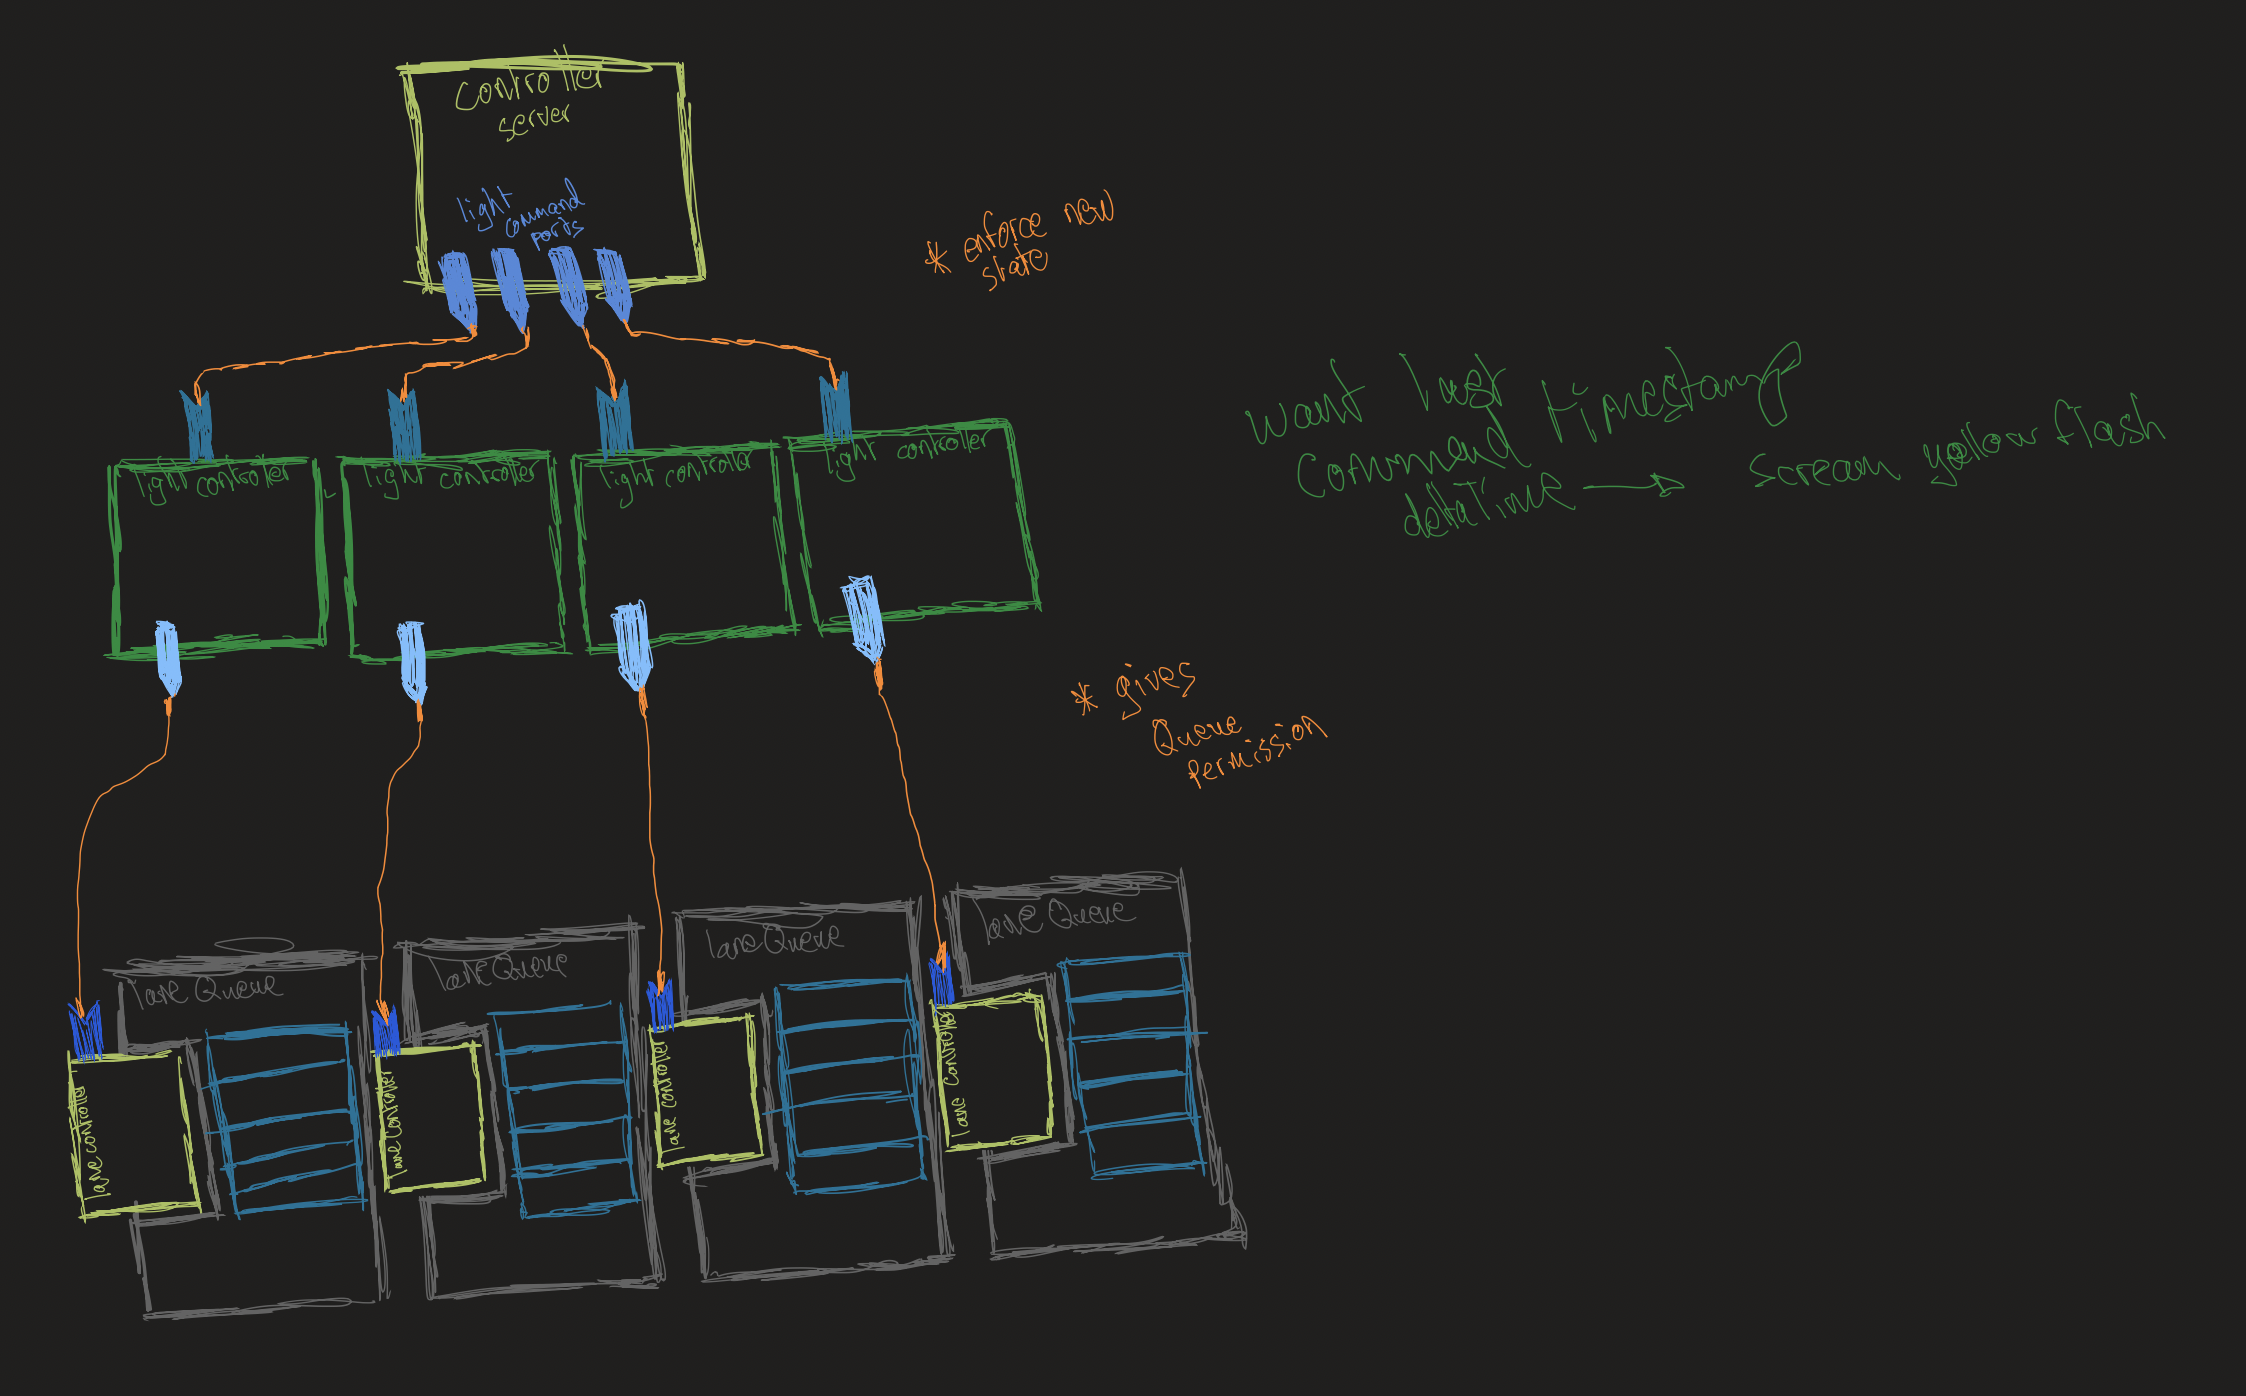 Controller
server
light
command
ports
* enforce new
state
want last
Command timestamp
deltaTime → scream yellow flash
light controller
light controller
light controller
light controller
* gives
Queue
permission
lane Queue
lane Queue
lane Queue
lane Queue
lane controller
lane controller
lane controller
lane controller